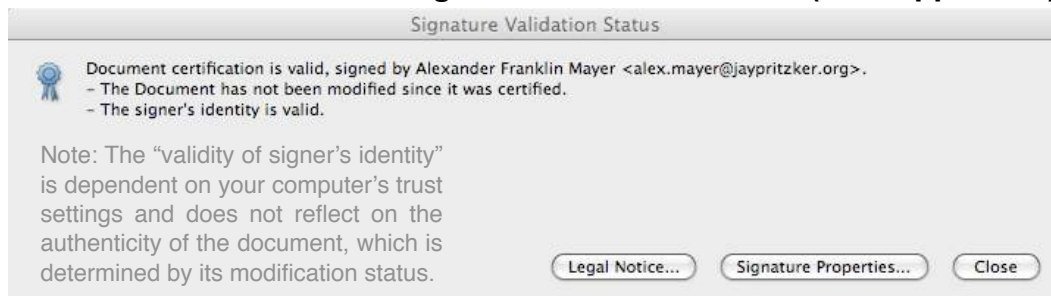 Signature Validation Status
Document certification is valid, signed by Alexander Franklin Mayer <alex.mayer@jaypritzker.org>.
- The Document has not been modified since it was certified.
- The signer's identity is valid.
Note: The “validity of signer’s identity”
is dependent on your computer’s trust
settings and does not reflect on the
authenticity of the document, which is
determined by its modification status.
Legal Notice...
Signature Properties...
Close